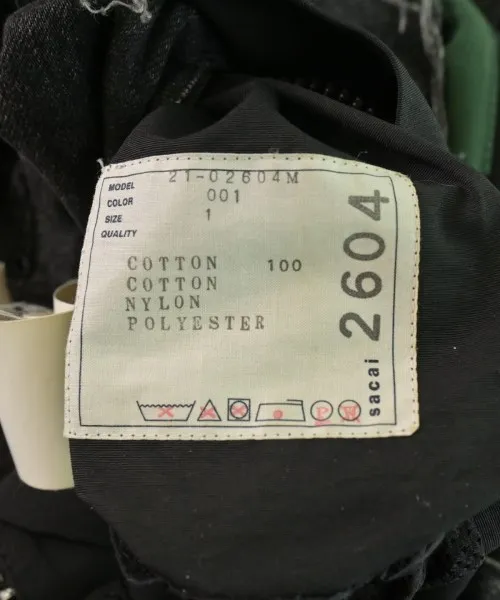 MODEL 21-02604M
COLOR 001
SIZE 1
QUALITY
COTTON 100
COTTON
NYLON
POLYESTER
sacai 2604
P
W